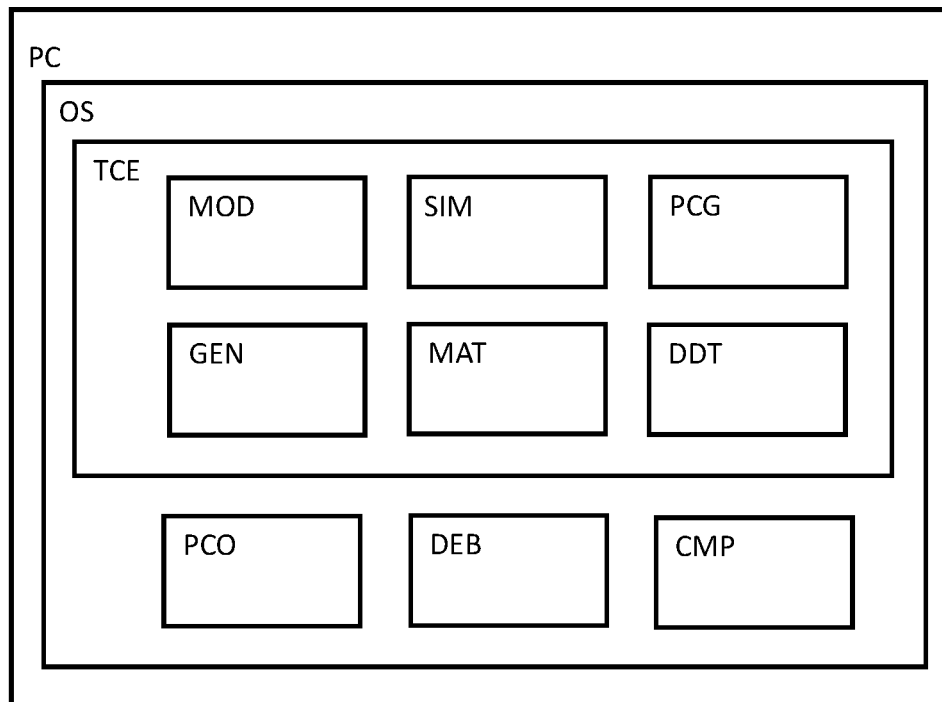 PC
OS
TCE
MOD
SIM
PCG
GEN
MAT
DDT
PCO
DEB
CMP